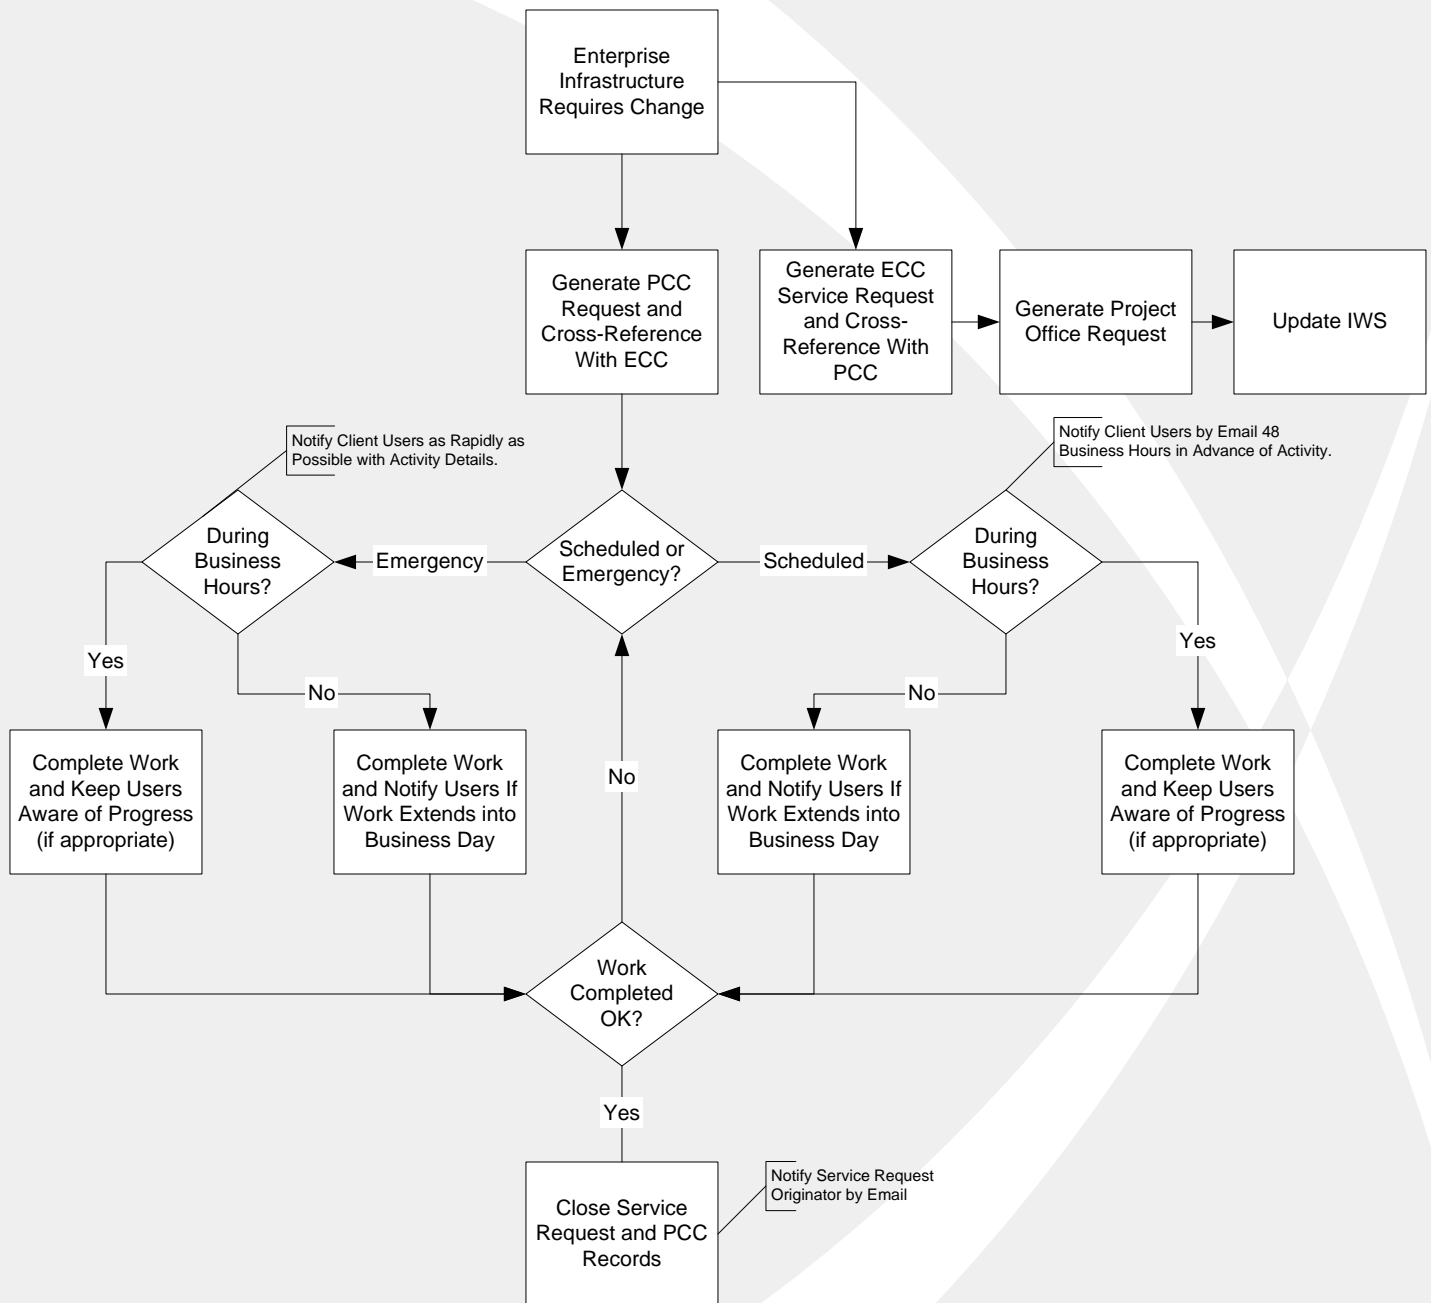 Enterprise
Infrastructure
Requires Change
Generate PCC
Request and
Cross-Reference
With ECC
Generate ECC
Service Request
and Cross-
Reference With
PCC
Generate Project
Office Request
Update IWS
Notify Client Users as Rapidly as
Possible with Activity Details.
Notify Client Users by Email 48
Business Hours in Advance of Activity.
During
Business
Hours?
Emergency
Scheduled or
Emergency?
Scheduled
During
Business
Hours?
Yes
No
No
Yes
Complete Work
and Keep Users
Aware of Progress
(if appropriate)
Complete Work
and Notify Users If
Work Extends into
Business Day
No
Complete Work
and Notify Users If
Work Extends into
Business Day
Complete Work
and Keep Users
Aware of Progress
(if appropriate)
Work
Completed
OK?
Yes
Close Service
Request and PCC
Records
Notify Service Request
Originator by Email